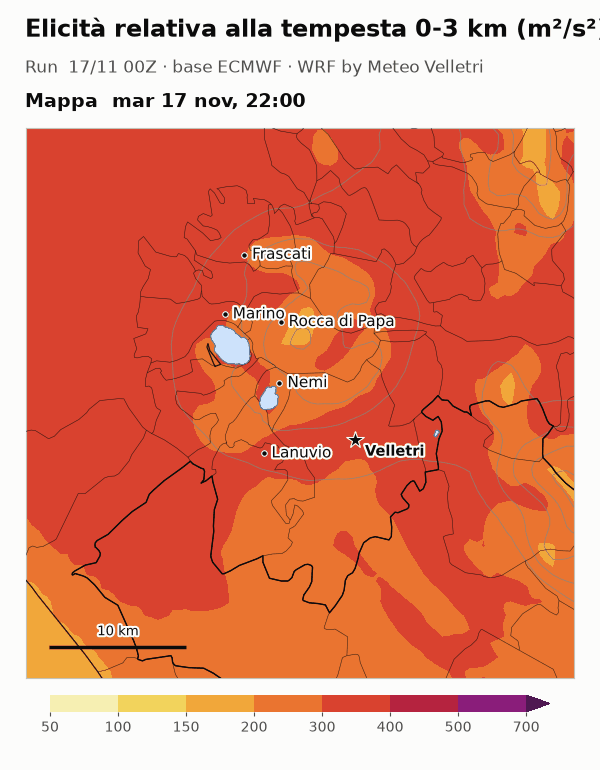 Elicità relativa alla tempesta 0-3 km (m²/s²)
Run 17/11 00Z · base ECMWF · WRF by Meteo Velletri
Mappa mar 17 nov, 22:00
Frascati
Marino
Rocca di Papa
Nemi
Lanuvio
Velletri
10 km
50 100 150 200 300 400 500 700